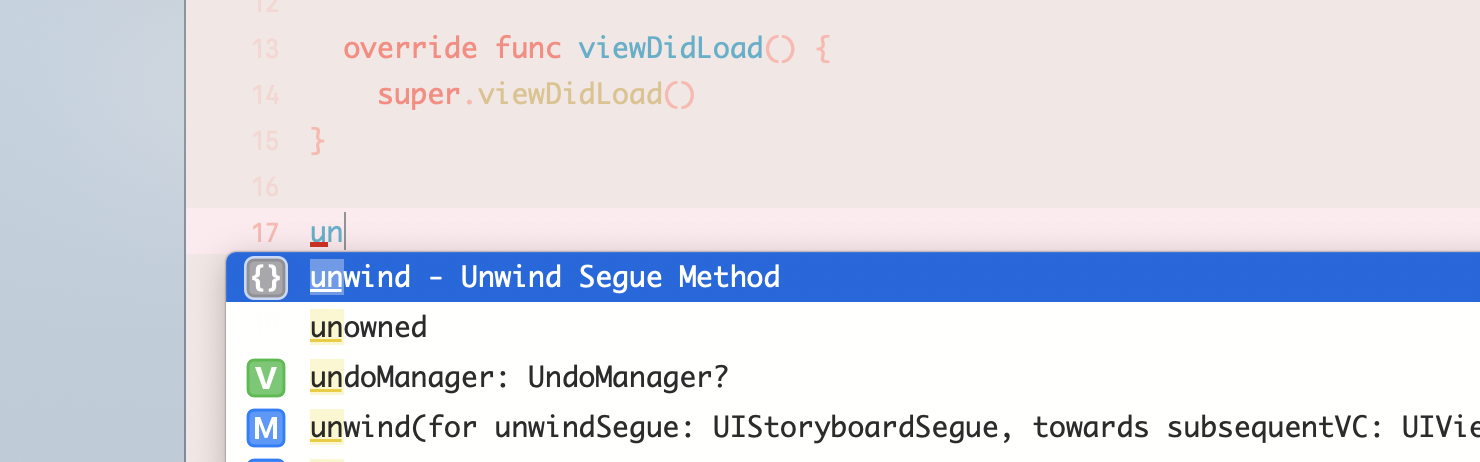 12
13 override func viewDidLoad() {
14 super.viewDidLoad()
15 }
16
17 un
{} unwind - Unwind Segue Method
unowned
V undoManager: UndoManager?
M unwind(for unwindSegue: UIStoryboardSegue, towards subsequentVC: UIVie